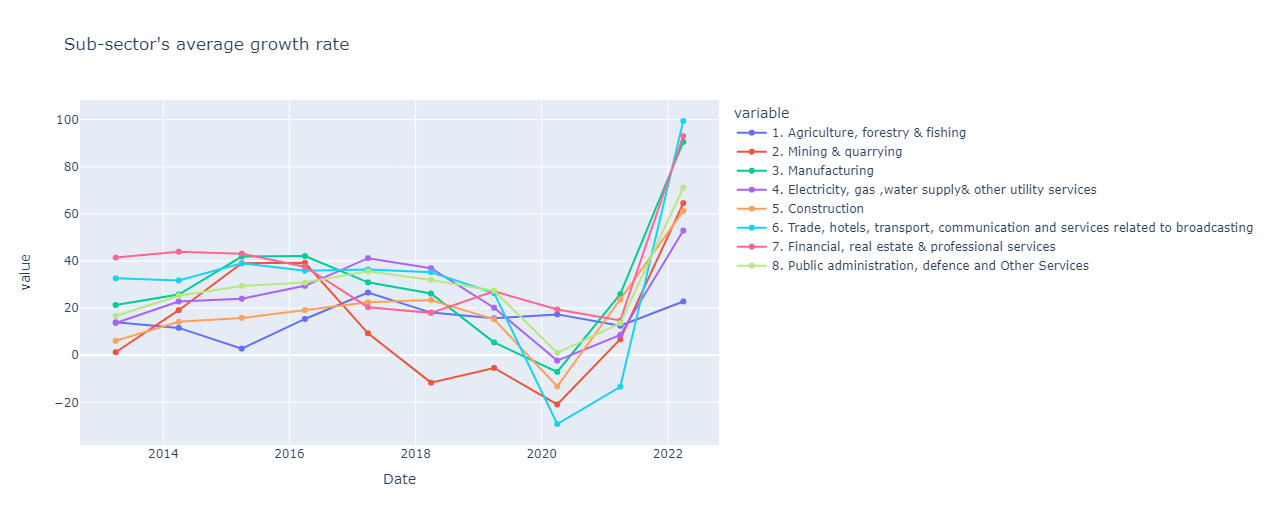 Sub-sector's average growth rate
variable
1. Agriculture, forestry & fishing
2. Mining & quarrying
3. Manufacturing
4. Electricity, gas ,water supply& other utility services
5. Construction
6. Trade, hotels, transport, communication and services related to broadcasting
7. Financial, real estate & professional services
8. Public administration, defence and Other Services
value
100
80
60
40
20
0
−20
2014 2016 2018 2020 2022
Date